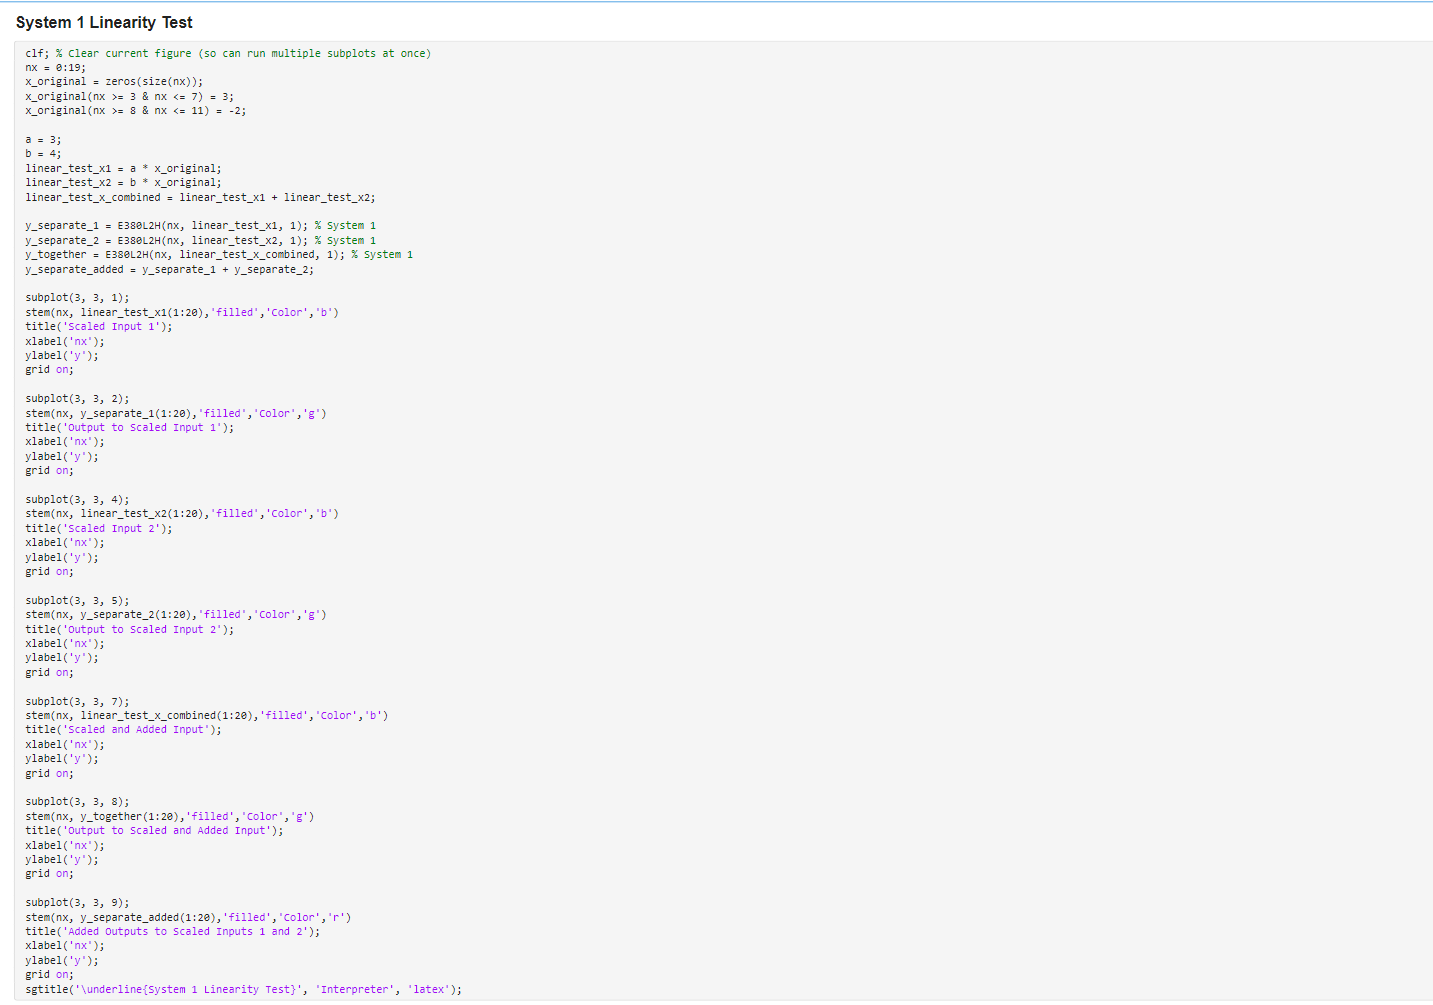 System 1 Linearity Test
clf; % Clear current figure (so can run multiple subplots at once)
nx = 0:19;
x_original = zeros(size(nx));
x_original(nx >= 3 & nx <= 7) = 3;
x_original(nx >= 8 & nx <= 11) = -2;
a = 3;
b = 4;
linear_test_x1 = a * x_original;
linear_test_x2 = b * x_original;
linear_test_x_combined = linear_test_x1 + linear_test_x2;
y_separate_1 = E380L2H(nx, linear_test_x1, 1); % System 1
y_separate_2 = E380L2H(nx, linear_test_x2, 1); % System 1
y_together = E380L2H(nx, linear_test_x_combined, 1); % System 1
y_separate_added = y_separate_1 + y_separate_2;
subplot(3, 3, 1);
stem(nx, linear_test_x1(1:20),'filled','Color','b')
title('Scaled Input 1');
xlabel('nx');
ylabel('y');
grid on;
subplot(3, 3, 2);
stem(nx, y_separate_1(1:20),'filled','Color','g')
title('Output to Scaled Input 1');
xlabel('nx');
ylabel('y');
grid on;
subplot(3, 3, 4);
stem(nx, linear_test_x2(1:20),'filled','Color','b')
title('Scaled Input 2');
xlabel('nx');
ylabel('y');
grid on;
subplot(3, 3, 5);
stem(nx, y_separate_2(1:20),'filled','Color','g')
title('Output to Scaled Input 2');
xlabel('nx');
ylabel('y');
grid on;
subplot(3, 3, 7);
stem(nx, linear_test_x_combined(1:20),'filled','Color','b')
title('Scaled and Added Input');
xlabel('nx');
ylabel('y');
grid on;
subplot(3, 3, 8);
stem(nx, y_together(1:20),'filled','Color','g')
title('Output to Scaled and Added Input');
xlabel('nx');
ylabel('y');
grid on;
subplot(3, 3, 9);
stem(nx, y_separate_added(1:20),'filled','Color','r')
title('Added Outputs to Scaled Inputs 1 and 2');
xlabel('nx');
ylabel('y');
grid on;
sgtitle('\underline{System 1 Linearity Test}', 'Interpreter', 'latex');